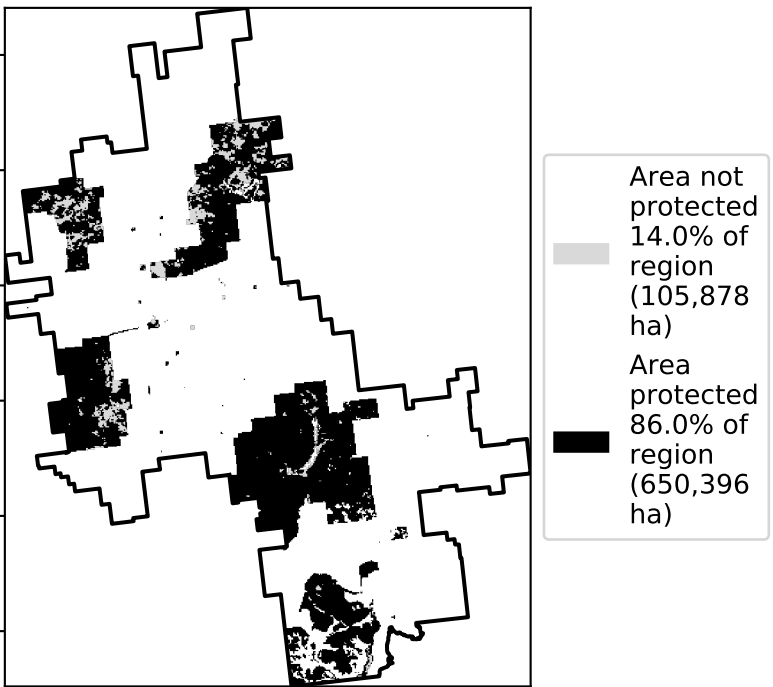 Area not
protected
14.0% of
region
(105,878
ha)
Area
protected
86.0% of
region
(650,396
ha)